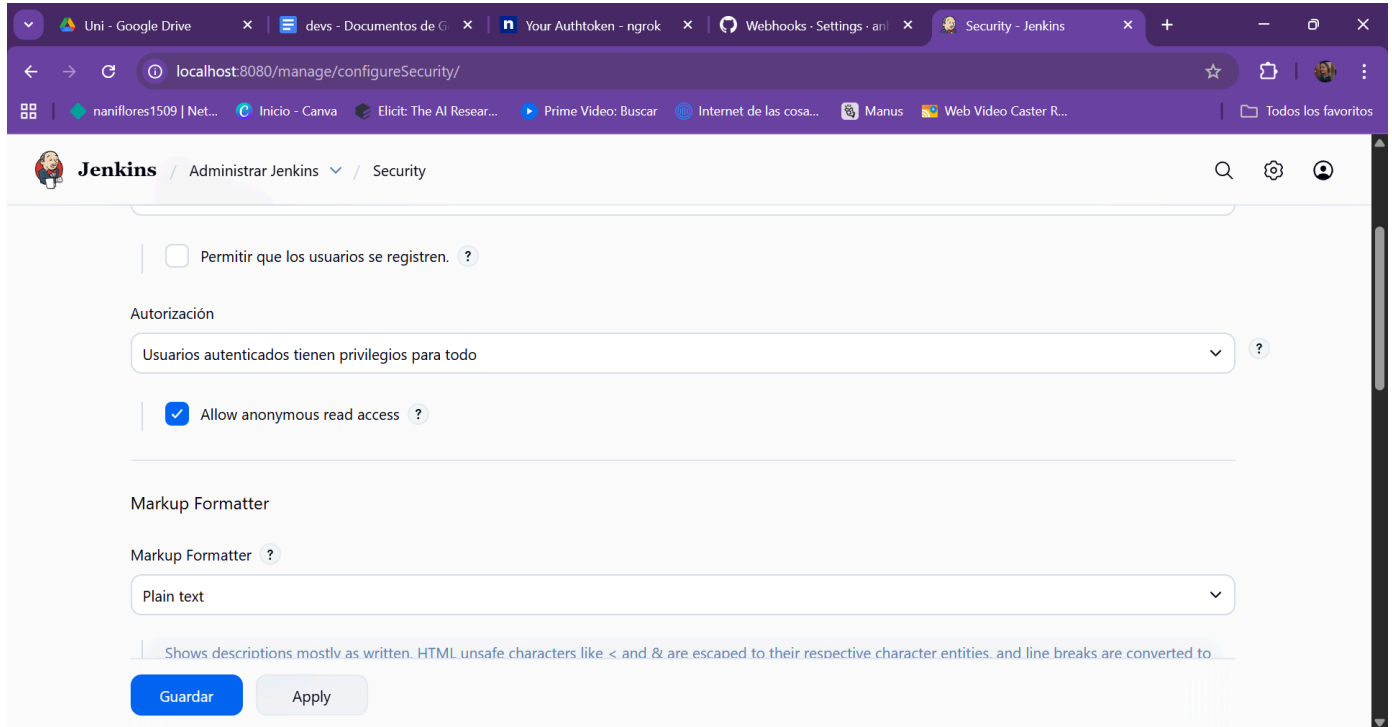 Uni - Google Drive
devs - Documentos de G
Your Authtoken - ngrok
Webhooks · Settings · anl
Security - Jenkins
localhost:8080/manage/configureSecurity/
naniflores1509 | Net...
Inicio - Canva
Elicit: The AI Resear...
Prime Video: Buscar
Internet de las cosa...
Manus
Web Video Caster R...
Todos los favoritos
Jenkins / Administrar Jenkins / Security
Permitir que los usuarios se registren. ?
Autorización
Usuarios autenticados tienen privilegios para todo
?
Allow anonymous read access ?
Markup Formatter
Markup Formatter ?
Plain text
Shows descriptions mostly as written. HTML unsafe characters like < and & are escaped to their respective character entities, and line breaks are converted to
Guardar
Apply